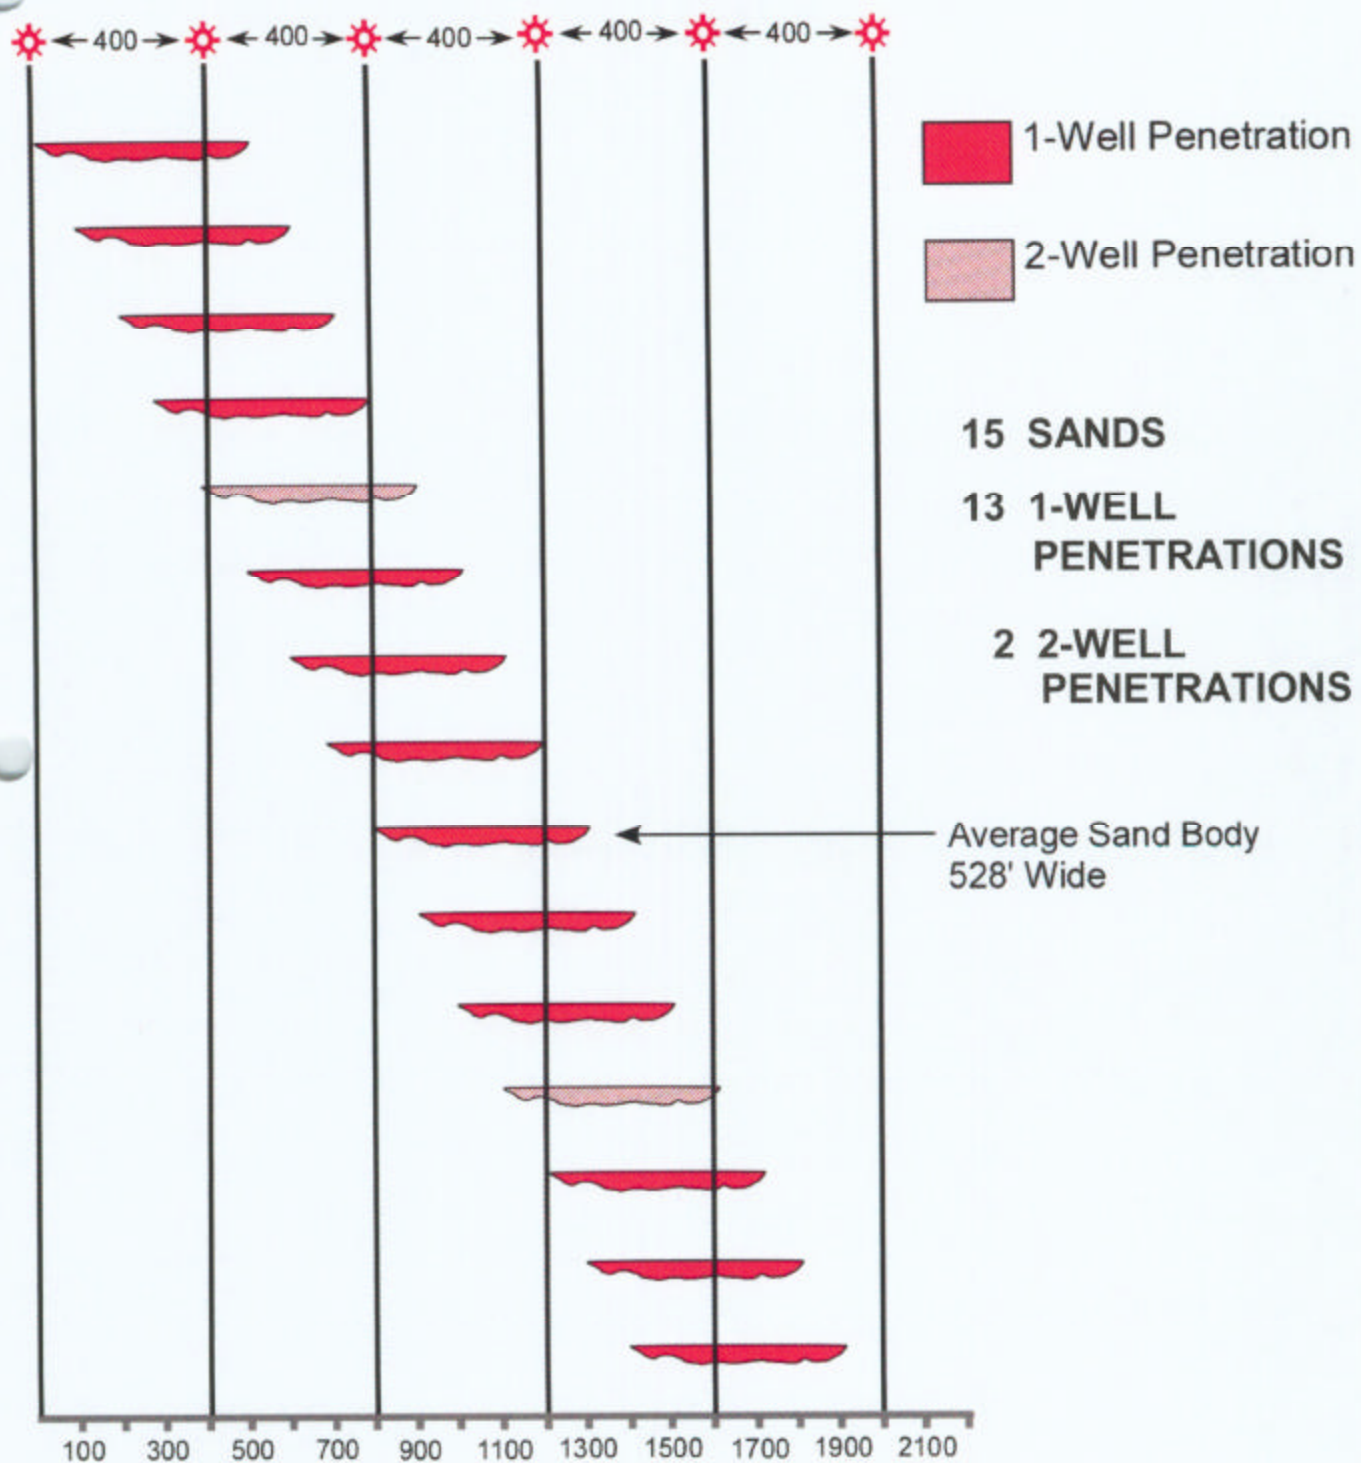 400 400 400 400 400
1-Well Penetration
2-Well Penetration
15 SANDS
13 1-WELL
PENETRATIONS
2 2-WELL
PENETRATIONS
Average Sand Body
528' Wide
100 300 500 700 900 1100 1300 1500 1700 1900 2100